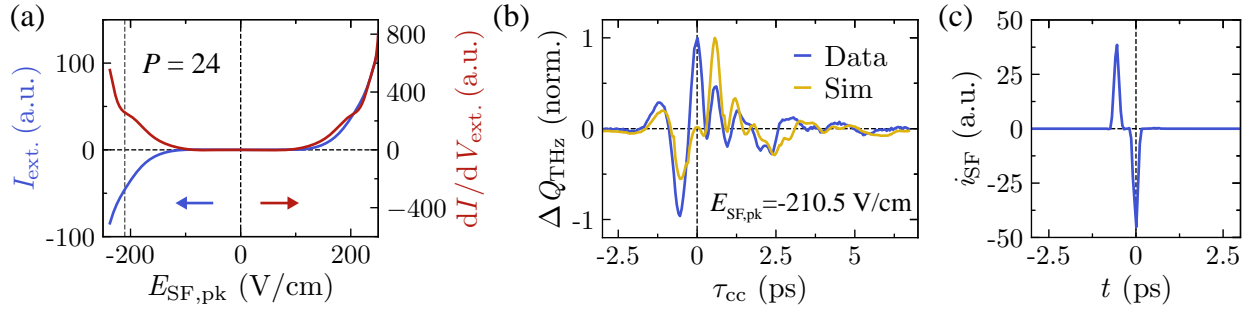 (a)
P = 24
I_ext. (a.u.)
100
0
-50
-100
dI/dV_ext. (a.u.)
800
400
0
−400
-200
0
200
E_SF,pk (V/cm)
(b)
Data
Sim
E_SF,pk=-210.5 V/cm
ΔQ_THz (norm.)
1
0
-1
-2.5
0
2.5
5
τ_cc (ps)
(c)
i_SF (a.u.)
50
25
0
-25
-50
-2.5
0
2.5
t (ps)